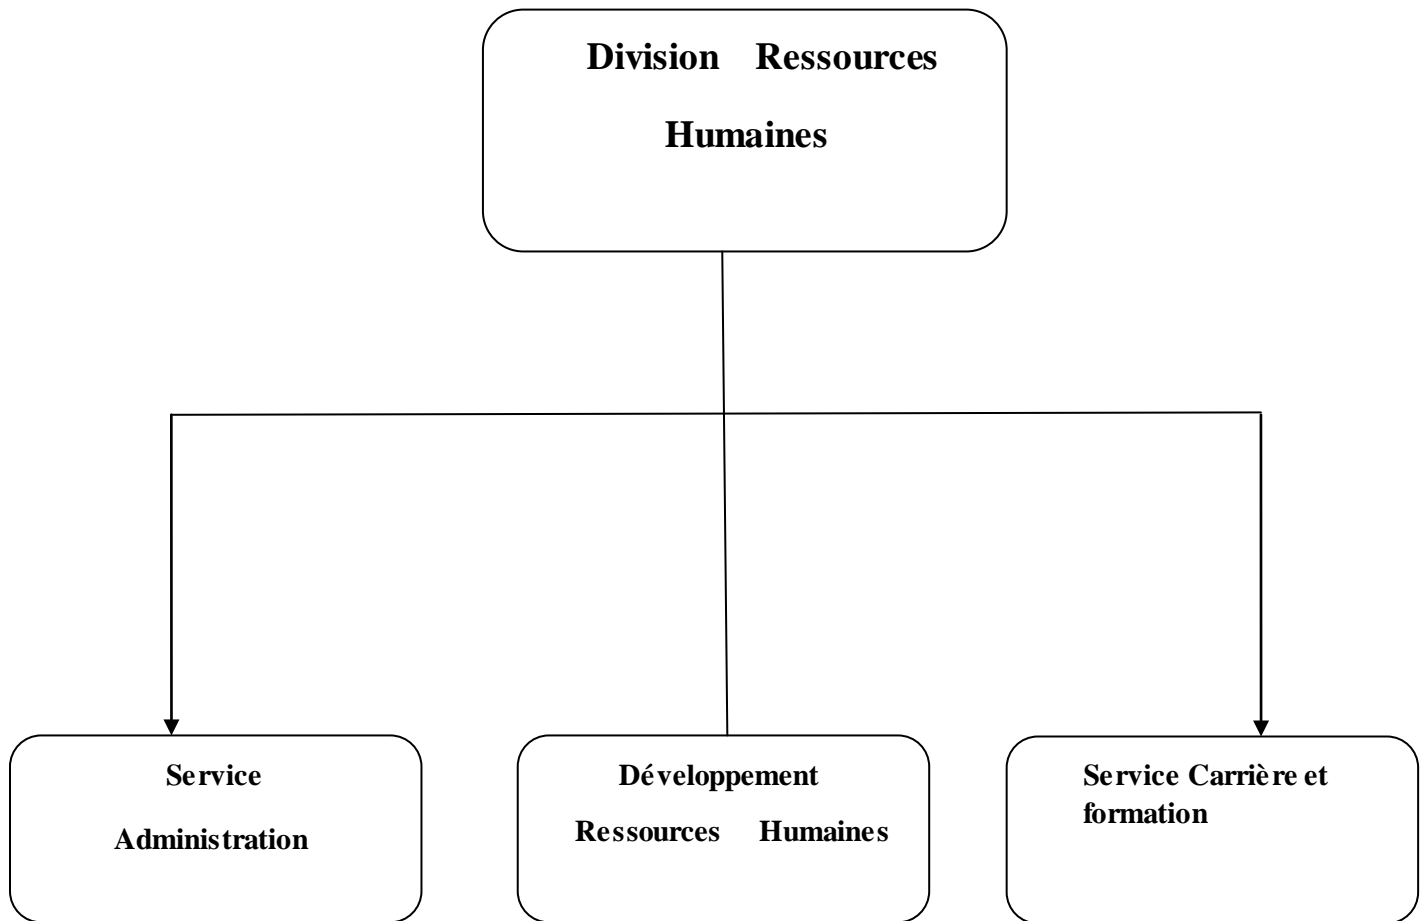 Division Ressources
Humaines
Service
Administration
Développement
Ressources Humaines
Service Carrière et
formation